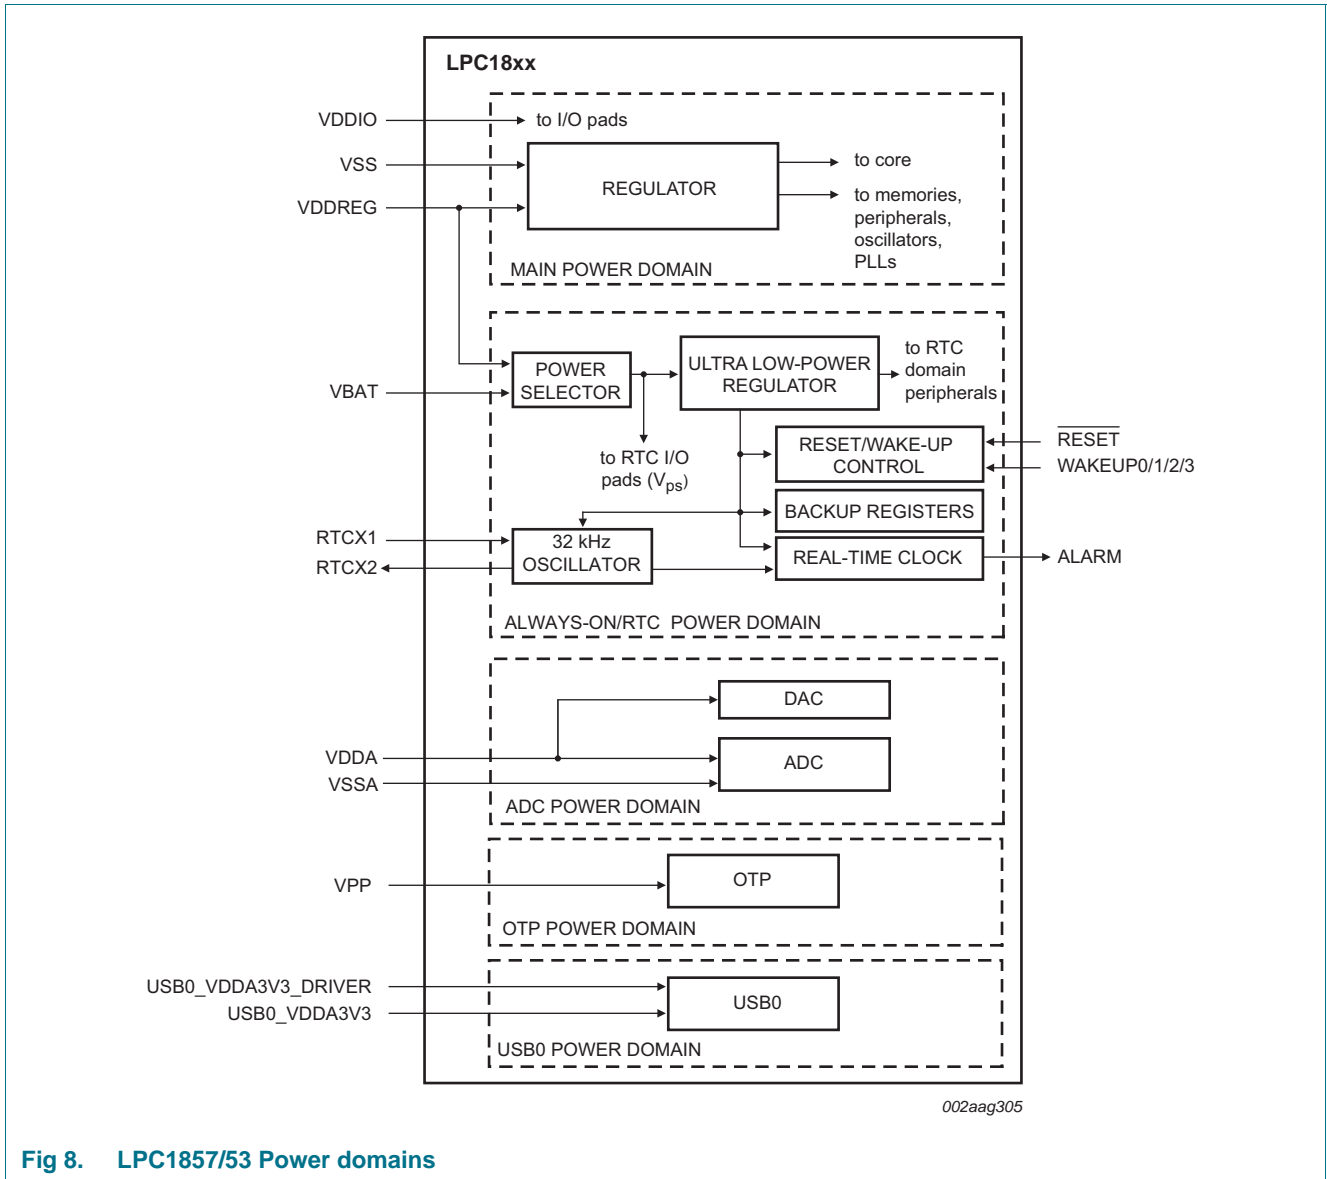 LPC18xx
VDDIO
to I/O pads
VSS
REGULATOR
to core
VDDREG
to memories,
peripherals,
oscillators,
PLLs
MAIN POWER DOMAIN
POWER
SELECTOR
ULTRA LOW-POWER
REGULATOR
to RTC
domain
peripherals
VBAT
to RTC I/O
pads (Vps)
RESET/WAKE-UP
CONTROL
RESET
WAKEUP0/1/2/3
BACKUP REGISTERS
RTCX1
RTCX2
32 kHz
OSCILLATOR
REAL-TIME CLOCK
ALARM
ALWAYS-ON/RTC POWER DOMAIN
DAC
VDDA
ADC
VSSA
ADC POWER DOMAIN
VPP
OTP
OTP POWER DOMAIN
USB0_VDDA3V3_DRIVER
USB0_VDDA3V3
USB0
USB0 POWER DOMAIN
002aag305
Fig 8. LPC1857/53 Power domains